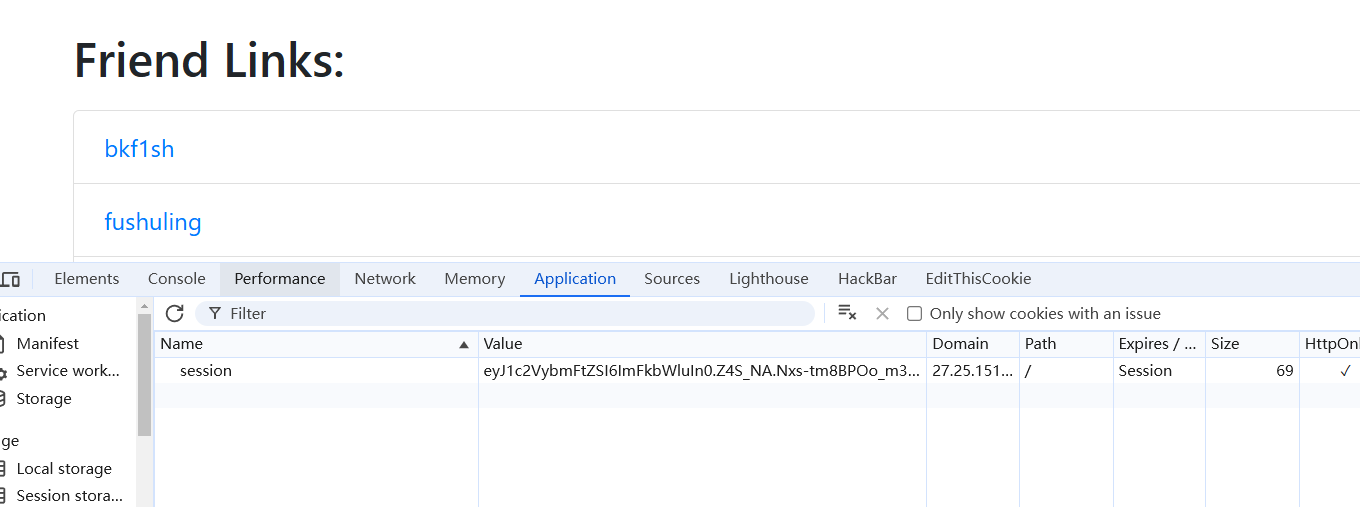 Friend Links:
bkf1sh
fushuling
Elements Console Performance Network Memory Application Sources Lighthouse HackBar EditThisCookie
ication Filter Only show cookies with an issue
Manifest Name Value Domain Path Expires / ... Size HttpOnl
Service work... session eyJ1c2VybmFtZSI6ImFkbWluIn0.Z4S_NA.Nxs-tm8BPOo_m3... 27.25.151... / Session 69 ✓
Storage
ge
Local storage
Session stora...